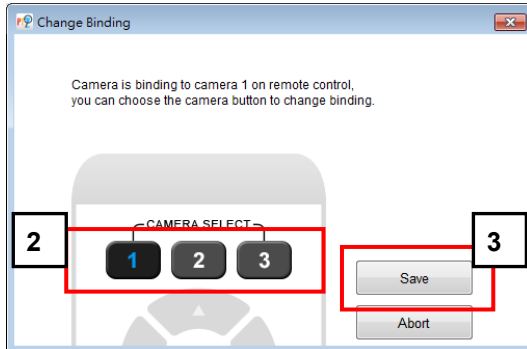 Change Binding
Camera is binding to camera 1 on remote control,
you can choose the camera button to change binding.
2
CAMERA SELECT
1 2 3
3
Save
Abort